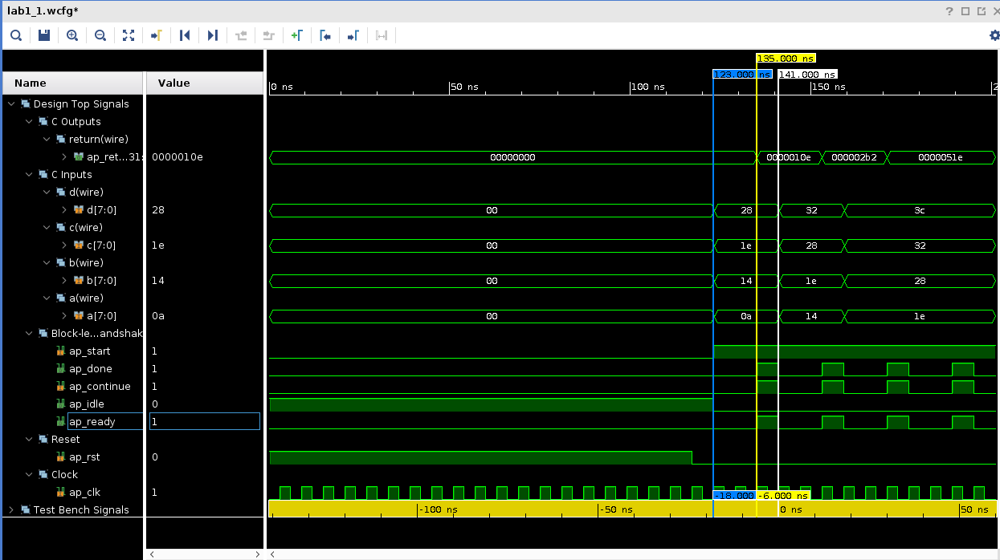 lab1_1.wcfg*
135.000 ns
123.000 ns 141.000 ns
Name Value 0 ns 50 ns 100 ns 150 ns 2
Design Top Signals
C Outputs
return(wire)
ap_ret...31: 0000010e 00000000 0000010e 000002b2 0000051e
C Inputs
d(wire)
d[7:0] 28 00 28 32 3c
c(wire)
c[7:0] 1e 00 1e 28 32
b(wire)
b[7:0] 14 00 14 1e 28
a(wire)
a[7:0] 0a 00 0a 14 1e
Block-le...andshak
ap_start 1
ap_done 1
ap_continue 1
ap_idle 0
ap_ready 1
Reset
ap_rst 0
Clock
ap_clk 1 -18.000 -6.000 ns
Test Bench Signals -100 ns -50 ns 0 ns 50 ns